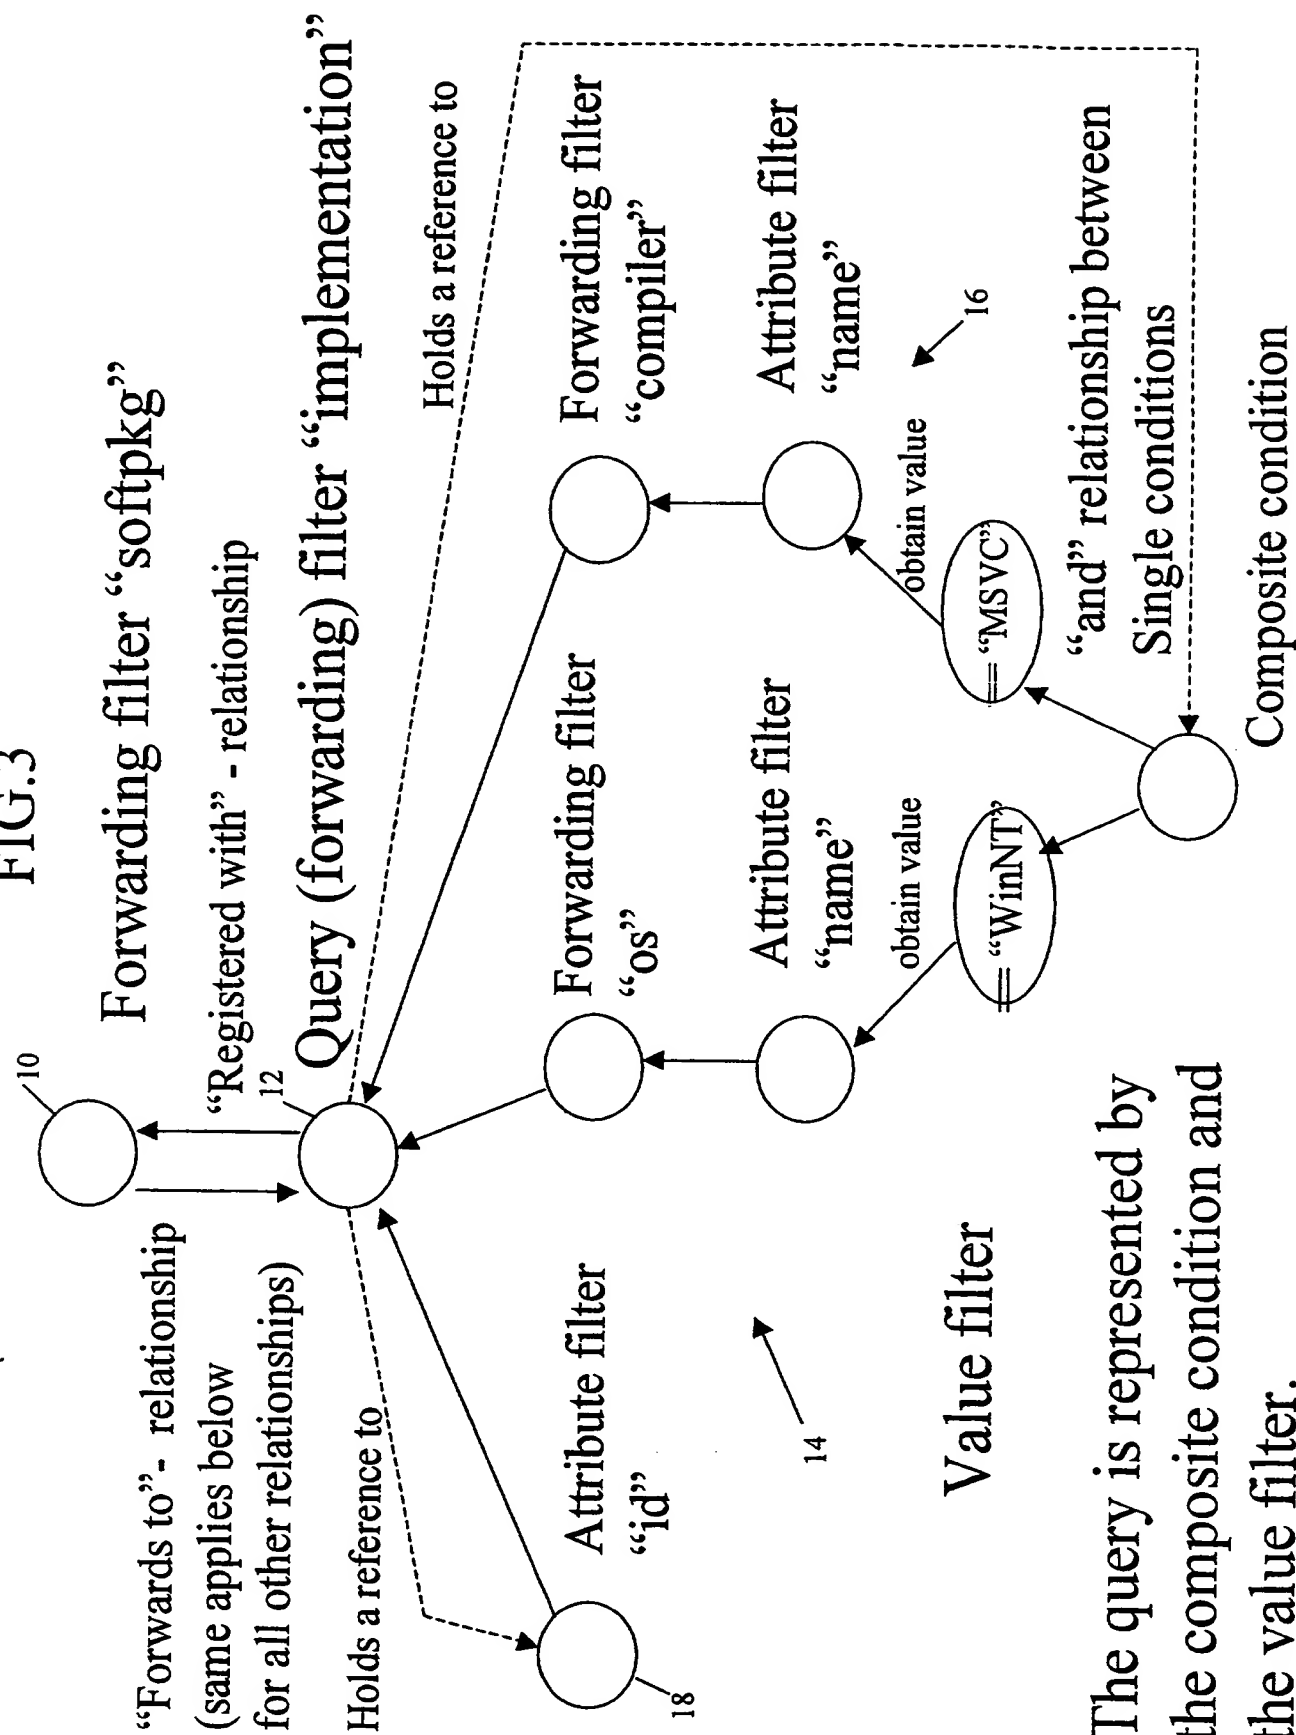 FIG.3
10
Forwarding filter “softpkg”
“Forwards to”- relationship
(same applies below
for all other relationships)
“Registered with” - relationship
12
Query (forwarding) filter “implementation”
Holds a reference to
Holds a reference to
Attribute filter
“id”
18
Forwarding filter
“os”
Forwarding filter
“compiler”
Attribute filter
“name”
Attribute filter
“name”
14
16
obtain value
obtain value
Value filter
== “WinNT”
== “MSVC”
“and” relationship between
Single conditions
Composite condition
The query is represented by
the composite condition and
the value filter.